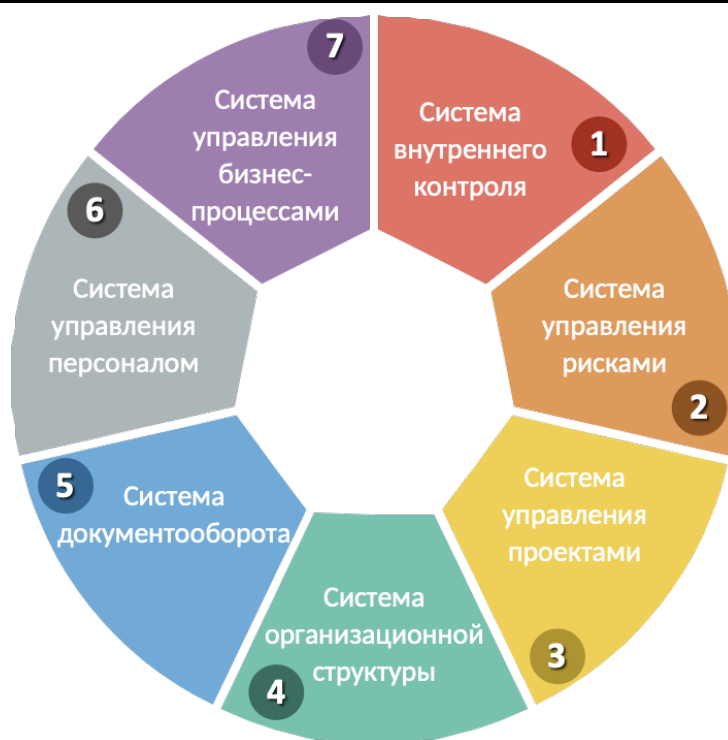 1
Система
внутреннего
контроля
2
Система
управления
рисками
3
Система
управления
проектами
4
Система
организационной
структуры
5
Система
документооборота
6
Система
управления
персоналом
7
Система
управления
бизнес-
процессами